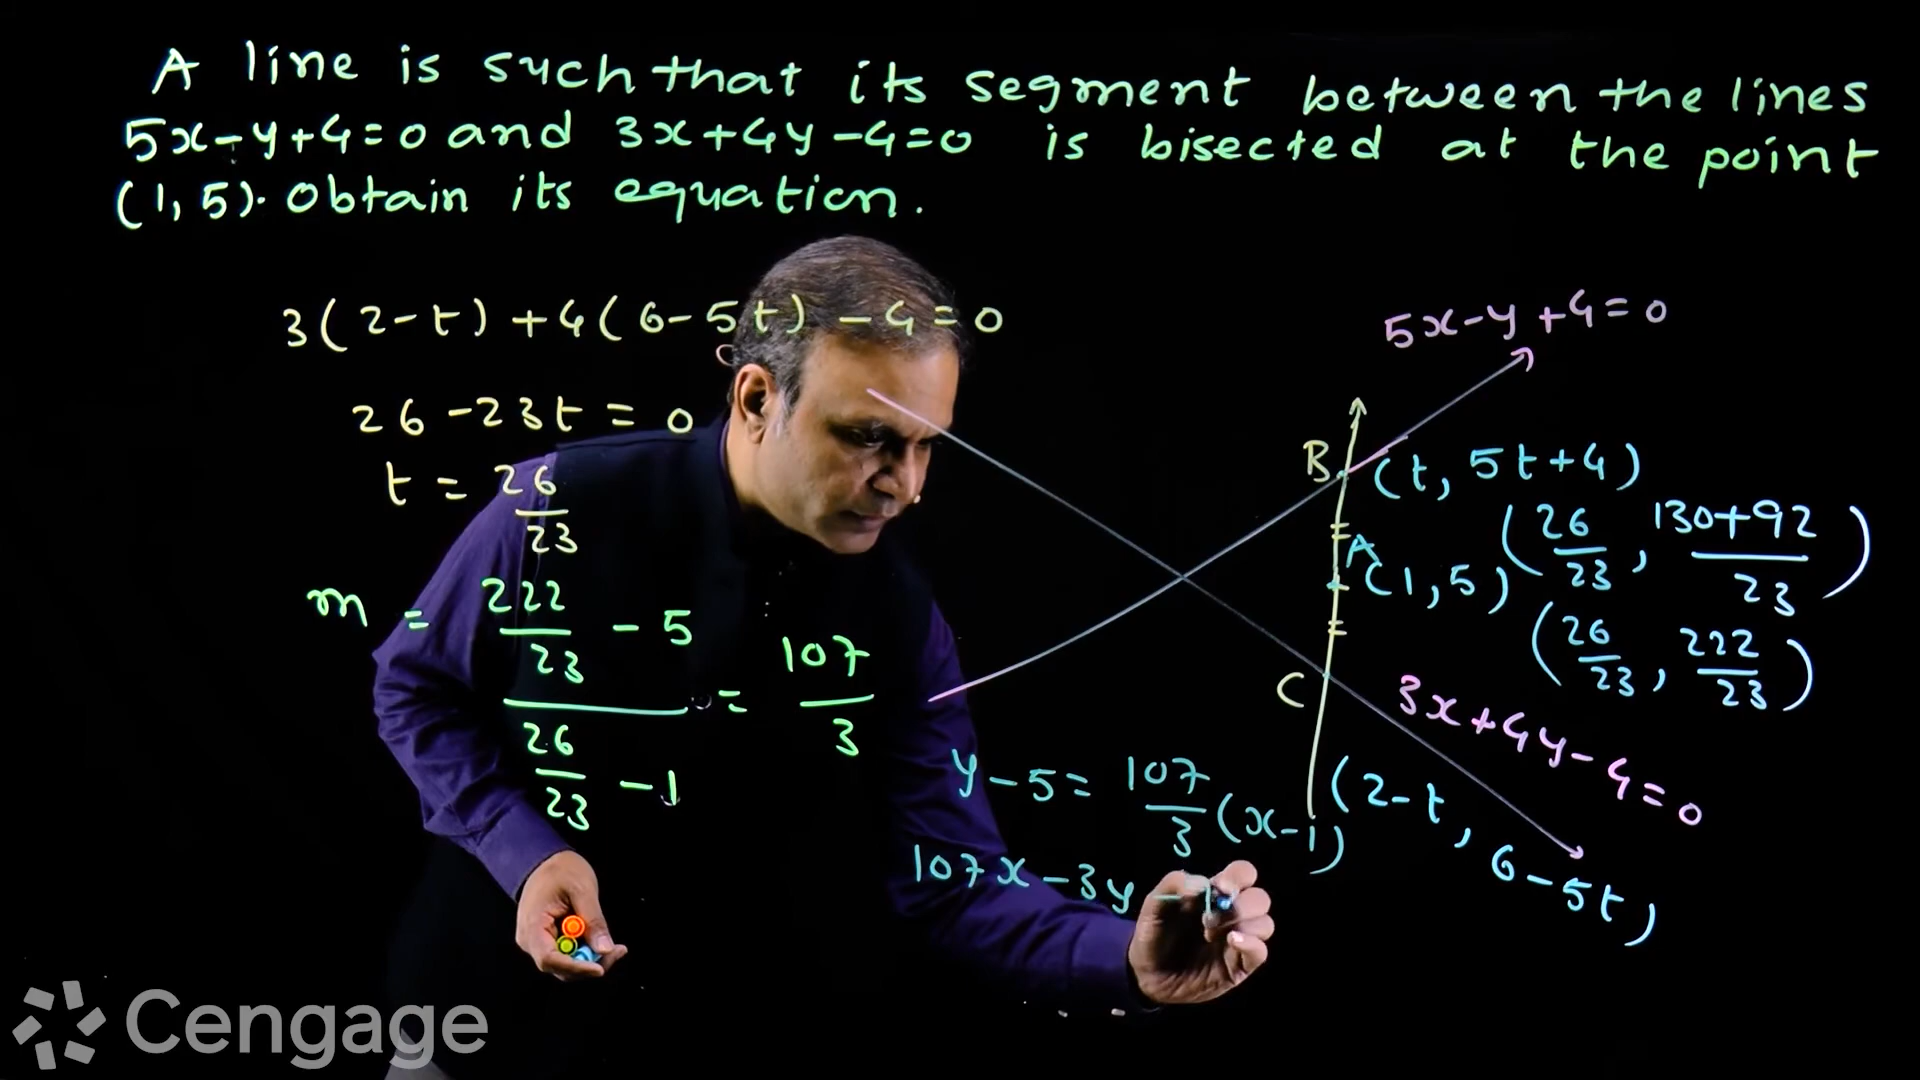 A line is such that its segment between the lines
5x-y+4=0 and 3x+4y-4=0 is bisected at the point
(1,5). Obtain its equation.
3(2-t)+4(6-5t)-4=0
26-23t=0
t=26/23
m = (222/23 - 5)/(26/23 - 1) = 107/3
5x-y+4=0
B (t, 5t+4)
(26/23, 130+92/23)
A (1,5)
(26/23, 222/23)
C
3x+4y-4=0
(2-t, 6-5t)
y-5=107/3(x-1)
107x-3y-
Cengage